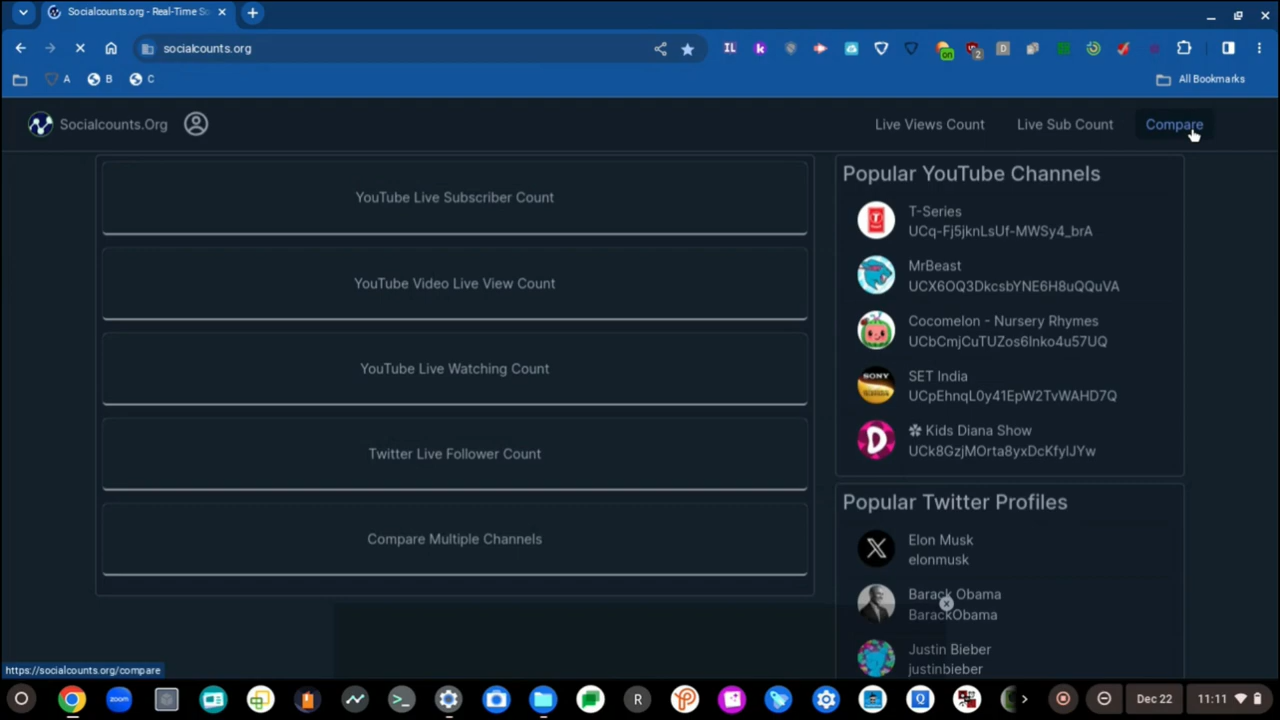 Socialcounts.org - Real-Time So
socialcounts.org
IL
k
on
2
D
A
B
C
All Bookmarks
Socialcounts.Org
Live Views Count
Live Sub Count
Compare
YouTube Live Subscriber Count
YouTube Video Live View Count
YouTube Live Watching Count
Twitter Live Follower Count
Compare Multiple Channels
Popular YouTube Channels
T-Series
UCq-Fj5jknLsUf-MWSy4_brA
MrBeast
UCX6OQ3DkcsbYNE6H8uQQuVA
Cocomelon - Nursery Rhymes
UCbCmjCuTUZos6Inko4u57UQ
SET India
UCpEhnqL0y41EpW2TvWAHD7Q
✿ Kids Diana Show
UCk8GzjMOrta8yxDcKfylJYw
Popular Twitter Profiles
Elon Musk
elonmusk
Barack Obama
BarackObama
Justin Bieber
justinbieber
https://socialcounts.org/compare
zoom
R
Q
Dec 22
11:11